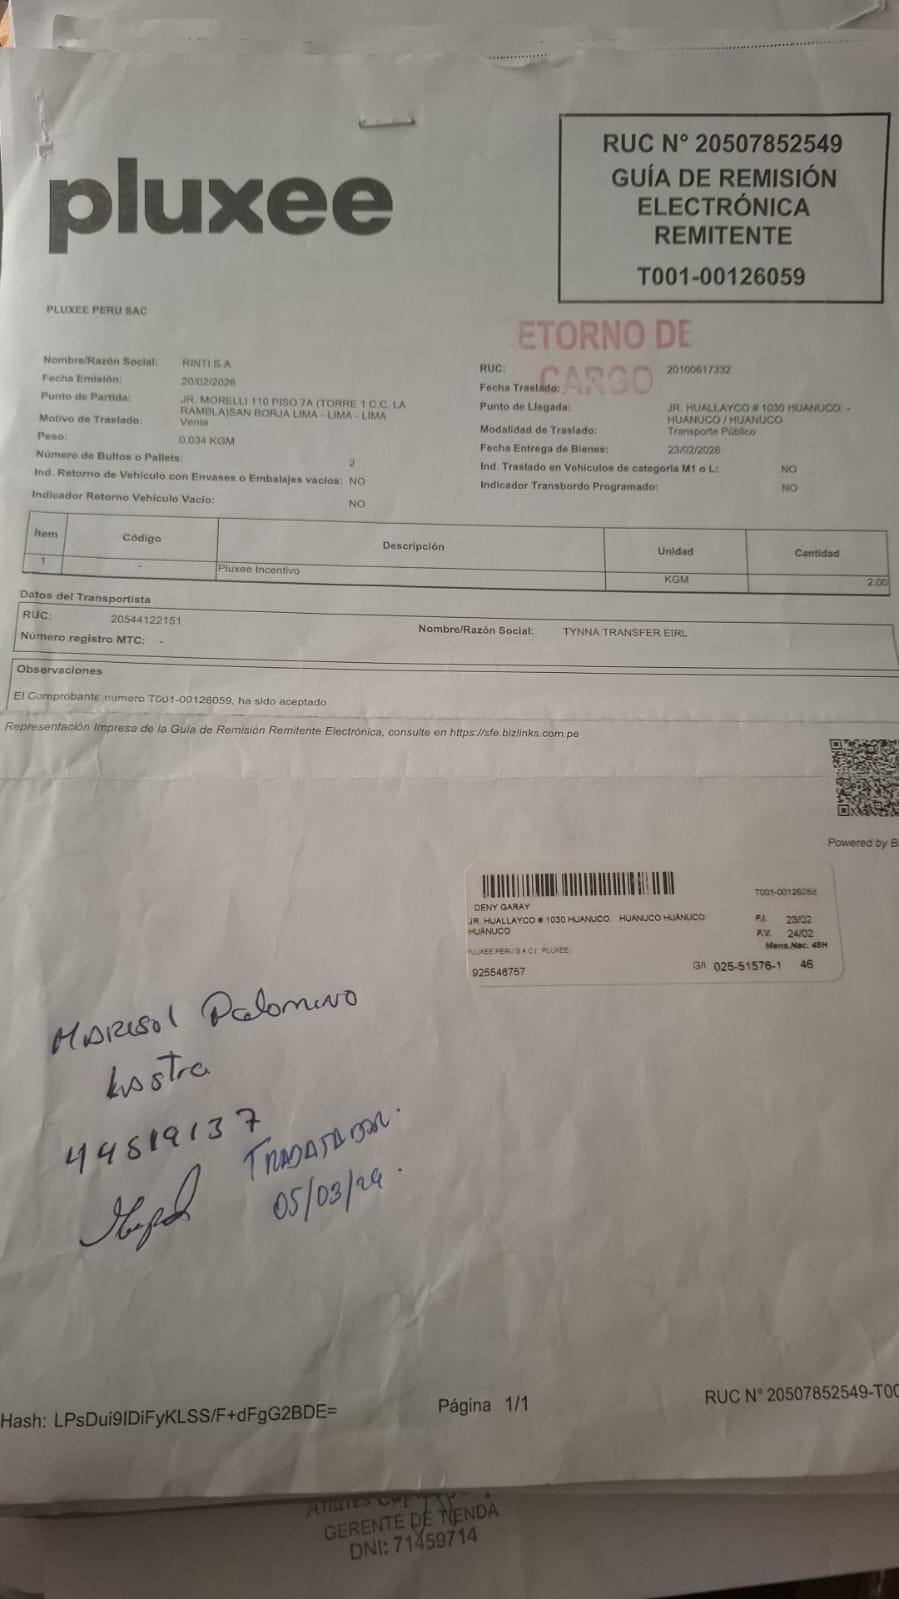 pluxee
RUC N° 20507852549
GUÍA DE REMISIÓN
ELECTRÓNICA
REMITENTE
T001-00126059
PLUXEE PERU SAC
ETORNO DE
CARGO
Nombre/Razón Social: RINTI S.A.
Fecha Emisión: 20/02/2026
Punto de Partida: JR. MORELLI 110 PISO 7A (TORRE 1 C.C. LA
RAMBLA)SAN BORJA LIMA - LIMA - LIMA
Motivo de Traslado: Venta
Peso: 0.034 KGM
Número de Bultos o Pallets: 2
Ind. Retorno de Vehículo con Envases o Embalajes vacíos: NO
Indicador Retorno Vehículo Vacío: NO
RUC: 20100617332
Fecha Traslado:
Punto de Llegada: JR. HUALLAYCO # 1030 HUANUCO. -
HUANUCO / HUANUCO
Modalidad de Traslado: Transporte Público
Fecha Entrega de Bienes: 23/02/2026
Ind. Traslado en Vehículos de categoría M1 o L: NO
Indicador Transbordo Programado: NO
Ítem Código Descripción Unidad Cantidad
1 - Pluxee Incentivo KGM 2.00
Datos del Transportista
RUC: 20544122151 Nombre/Razón Social: TYNNA TRANSFER EIRL
Número registro MTC: -
Observaciones
El Comprobante numero T001-00126059, ha sido aceptado
Representación Impresa de la Guía de Remisión Remitente Electrónica, consulte en https://sfe.bizlinks.com.pe
Powered by B
T001-00126059
DENY GARAY
JR. HUALLAYCO # 1030 HUANUCO. HUANUCO HUANUCO
HUANUCO
F.I. 23/02
F.V. 24/02
Mens.Nac. 48H
PLUXEE PERU S A C ( PLUXEE)
925546757
G/I 025-51576-1 46
MARISOl Palomino
Lastra
44819137
TRABAJADOR.
05/03/
Hash: LPsDui9IDiFyKLSS/F+dFgG2BDE=
Página 1/1
RUC N° 20507852549-T00
GERENTE DE TIENDA
DNI: 71459714